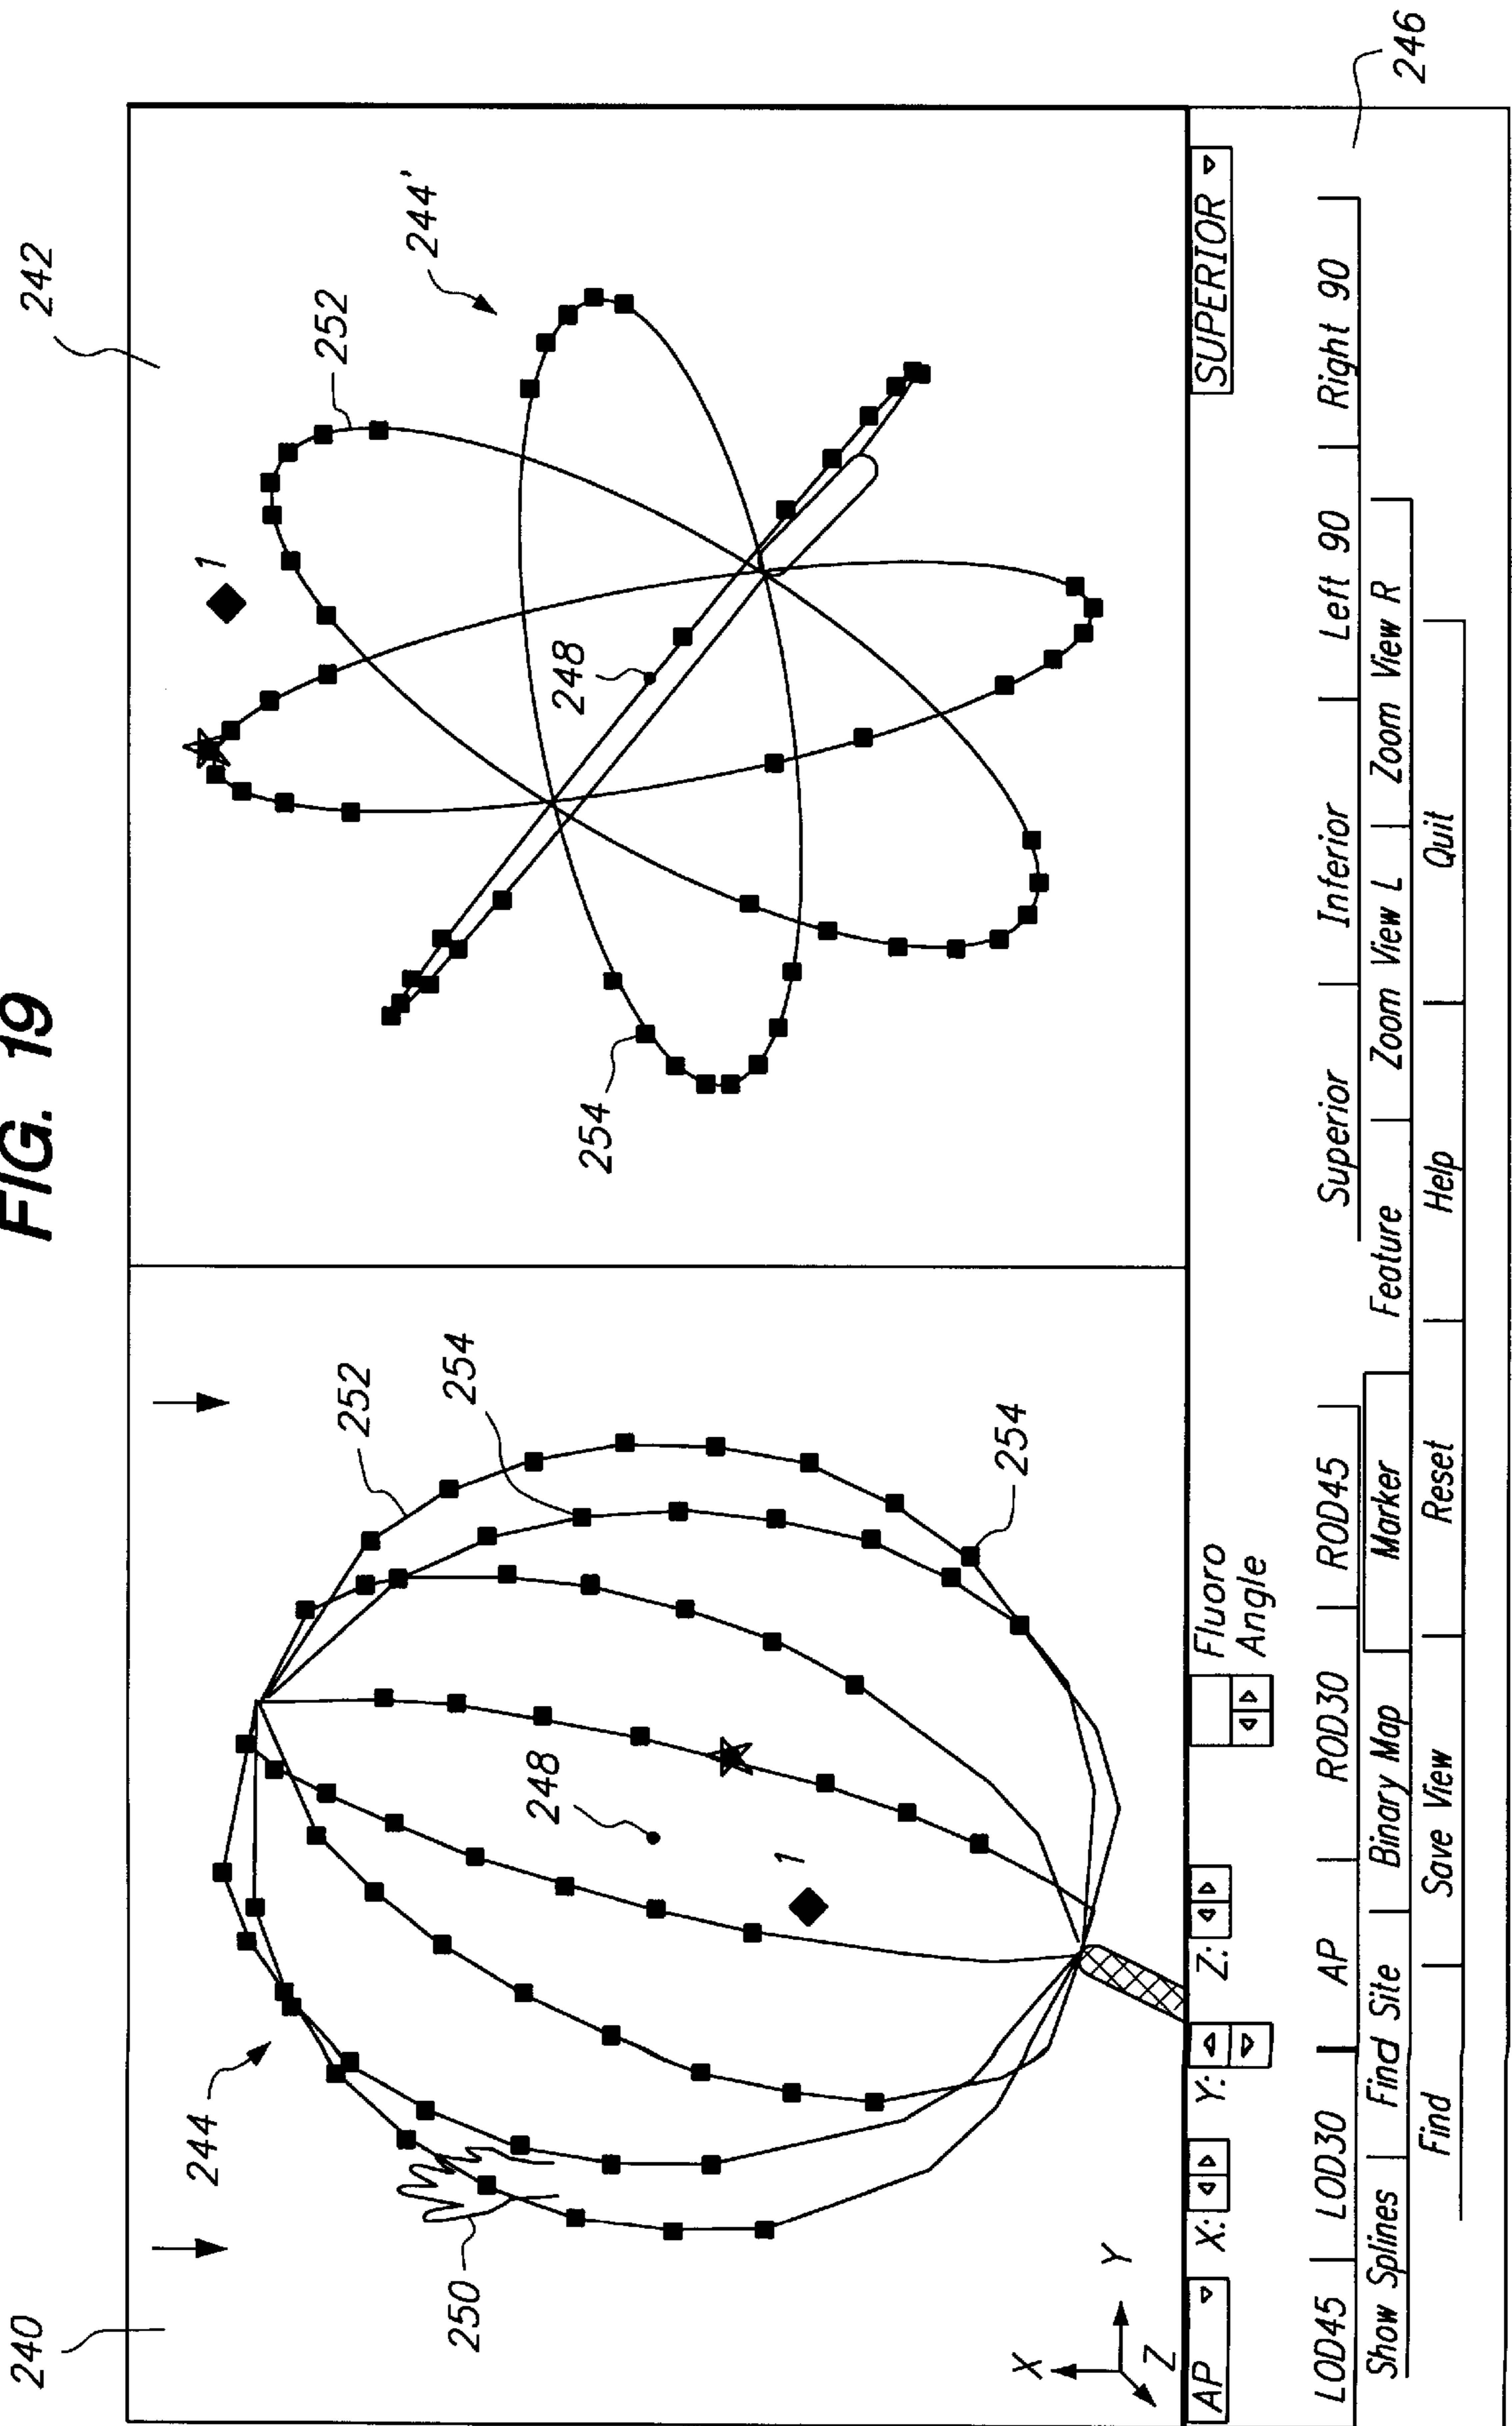 FIG. 19
240
242
244
252
254
254
250
248
1
X
Y
Z
244'
252
1
248
254
AP X: Y: Z: Fluoro Angle
SUPERIOR
LOD45 LOD30 AP ROD30 ROD45 Superior Inferior Left 90 Right 90
246
Show Splines Find Site Binary Map Marker Feature Zoom View L Zoom View R
Find Save View Reset Help Quit